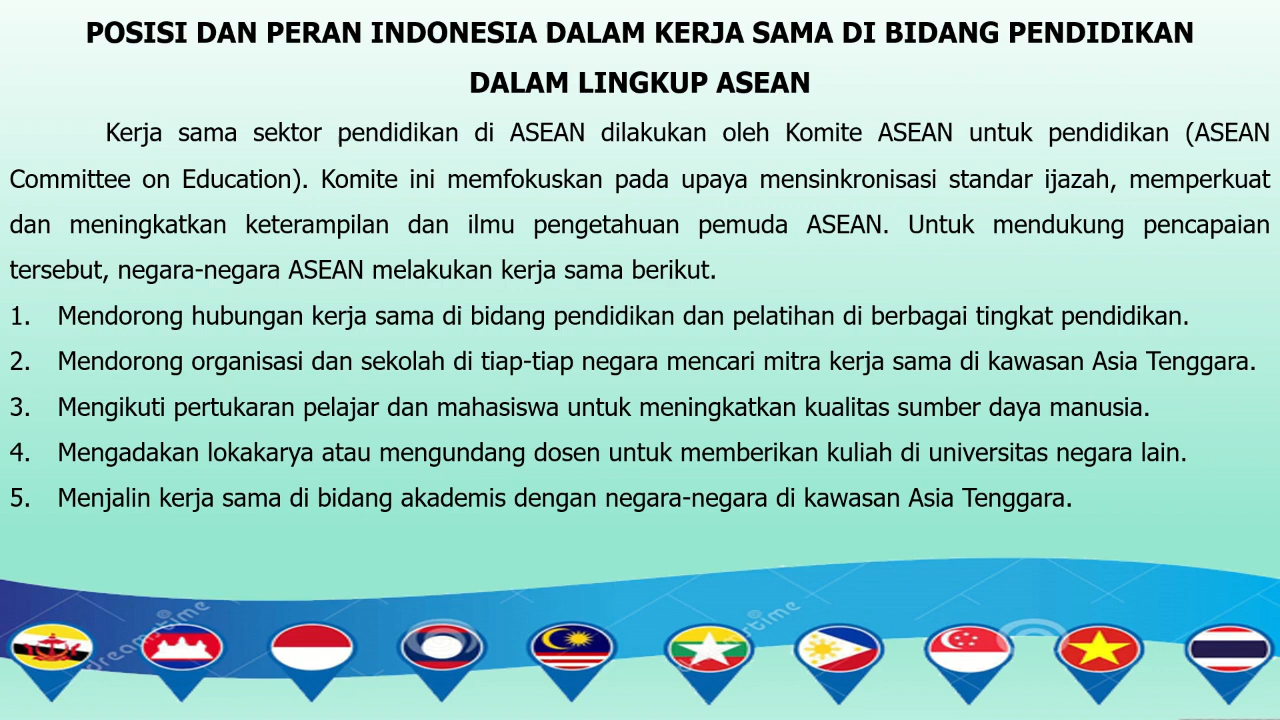 POSISI DAN PERAN INDONESIA DALAM KERJA SAMA DI BIDANG PENDIDIKAN
DALAM LINGKUP ASEAN
Kerja sama sektor pendidikan di ASEAN dilakukan oleh Komite ASEAN untuk pendidikan (ASEAN
Committee on Education). Komite ini memfokuskan pada upaya mensinkronisasi standar ijazah, memperkuat
dan meningkatkan keterampilan dan ilmu pengetahuan pemuda ASEAN. Untuk mendukung pencapaian
tersebut, negara-negara ASEAN melakukan kerja sama berikut.
1. Mendorong hubungan kerja sama di bidang pendidikan dan pelatihan di berbagai tingkat pendidikan.
2. Mendorong organisasi dan sekolah di tiap-tiap negara mencari mitra kerja sama di kawasan Asia Tenggara.
3. Mengikuti pertukaran pelajar dan mahasiswa untuk meningkatkan kualitas sumber daya manusia.
4. Mengadakan lokakarya atau mengundang dosen untuk memberikan kuliah di universitas negara lain.
5. Menjalin kerja sama di bidang akademis dengan negara-negara di kawasan Asia Tenggara.
dreamstime